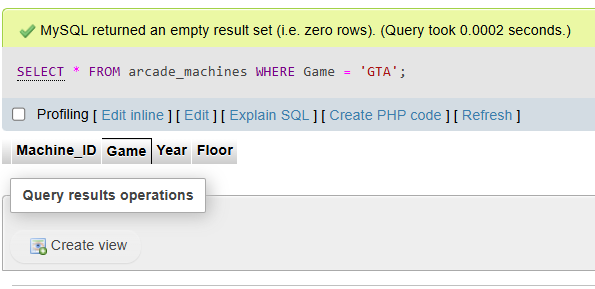 MySQL returned an empty result set (i.e. zero rows). (Query took 0.0002 seconds.)
SELECT * FROM arcade_machines WHERE Game = 'GTA';
Profiling [ Edit inline ] [ Edit ] [ Explain SQL ] [ Create PHP code ] [ Refresh ]
Machine_ID Game Year Floor
Query results operations
Create view